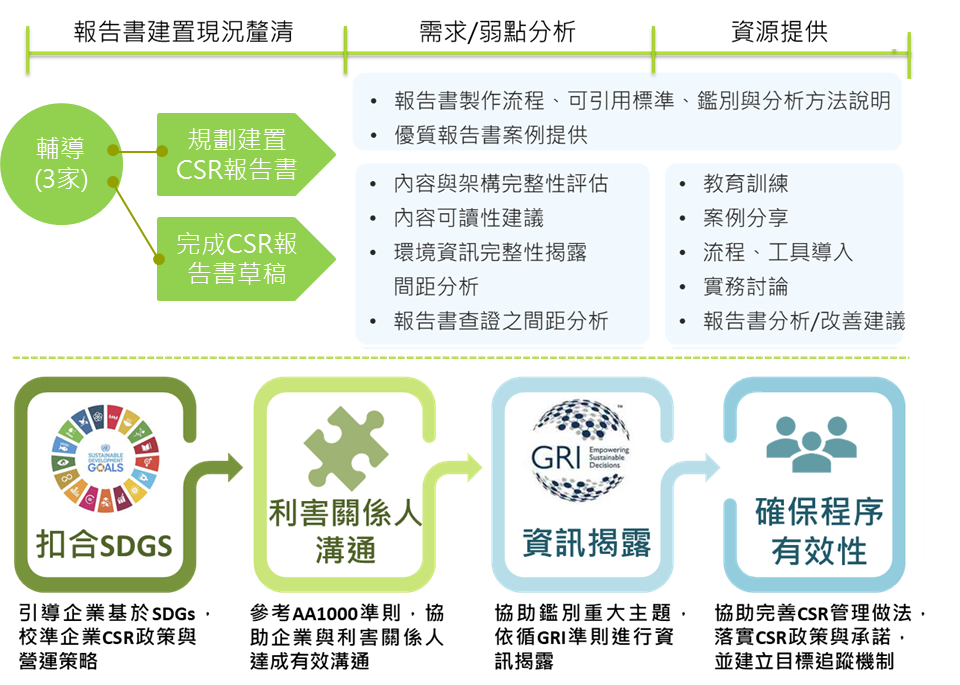 報告書建置現況釐清
需求/弱點分析
資源提供
輔導
(3家)
規劃建置
CSR報告書
完成CSR報
告書草稿
• 報告書製作流程、可引用標準、鑑別與分析方法說明
• 優質報告書案例提供
• 內容與架構完整性評估
• 內容可讀性建議
• 環境資訊完整性揭露
間距分析
• 報告書查證之間距分析
• 教育訓練
• 案例分享
• 流程、工具導入
• 實務討論
• 報告書分析/改善建議
SUSTAINABLE
DEVELOPMENT
GOALS
扣合SDGS
引導企業基於SDGs，
校準企業CSR政策與
營運策略
利害關係人
溝通
參考AA1000準則，協
助企業與利害關係人
達成有效溝通
GRI
Empowering
Sustainable
Decisions
TM
資訊揭露
協助鑑別重大主題，
依循GRI準則進行資
訊揭露
確保程序
有效性
協助完善CSR管理做法，
落實CSR政策與承諾，
並建立目標追蹤機制